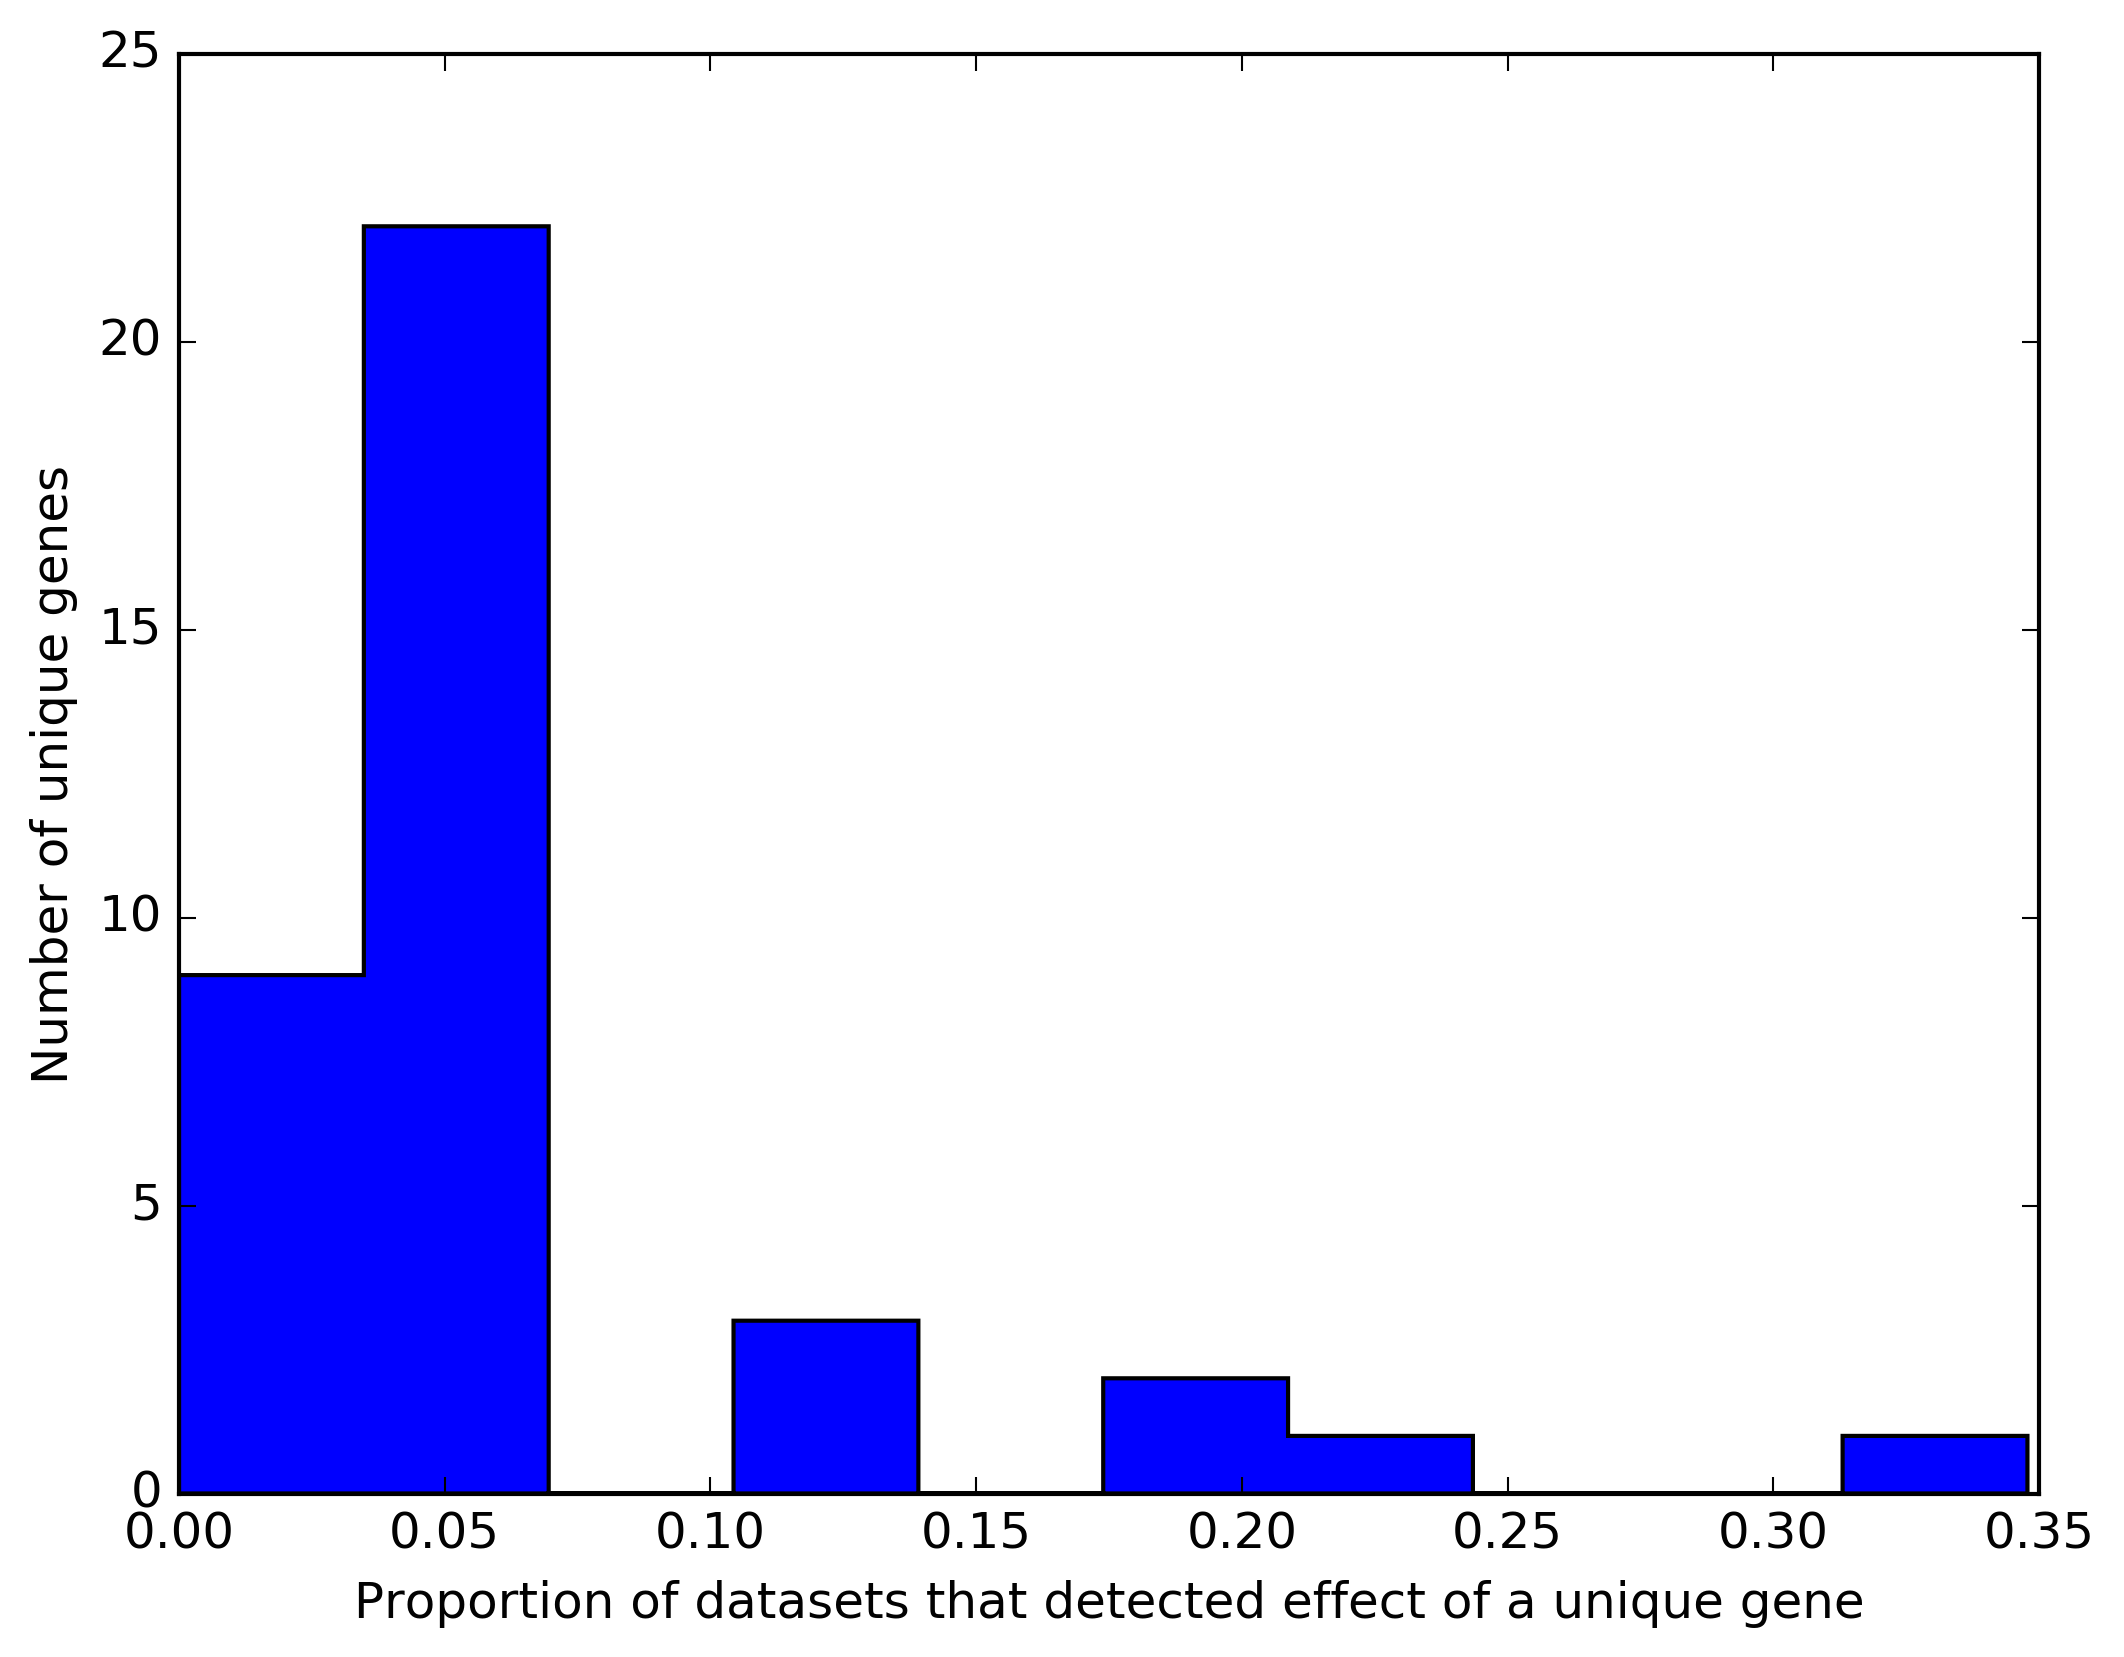 Number of unique genes
25
20
15
10
5
0
0.00 0.05 0.10 0.15 0.20 0.25 0.30 0.35
Proportion of datasets that detected effect of a unique gene